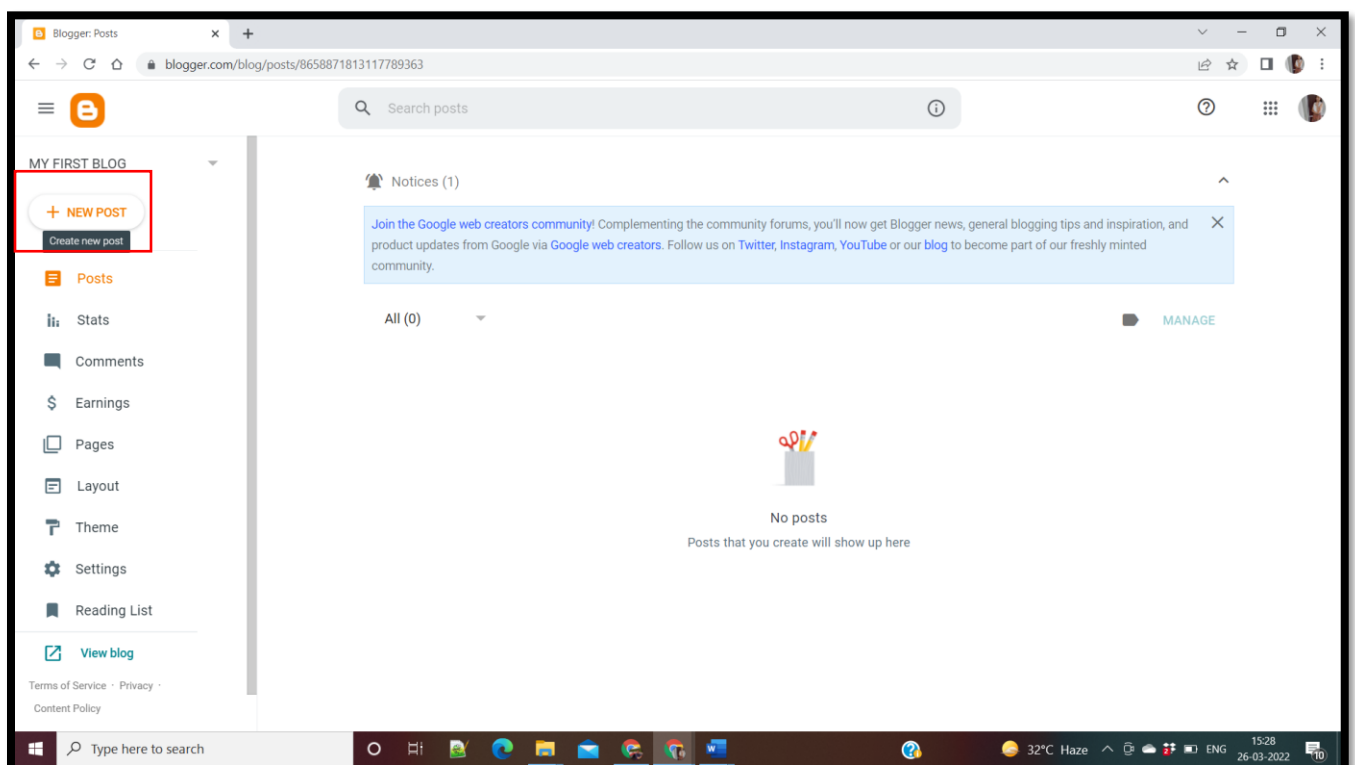 Blogger: Posts
blogger.com/blog/posts/8658871813117789363
Search posts
MY FIRST BLOG
NEW POST
Create new post
Posts
Stats
Comments
Earnings
Pages
Layout
Theme
Settings
Reading List
View blog
Terms of Service · Privacy ·
Content Policy
Notices (1)
Join the Google web creators community! Complementing the community forums, you'll now get Blogger news, general blogging tips and inspiration, and
product updates from Google via Google web creators. Follow us on Twitter, Instagram, YouTube or our blog to become part of our freshly minted
community.
All (0)
MANAGE
No posts
Posts that you create will show up here
Type here to search
32°C Haze
ENG
15:28
26-03-2022
10